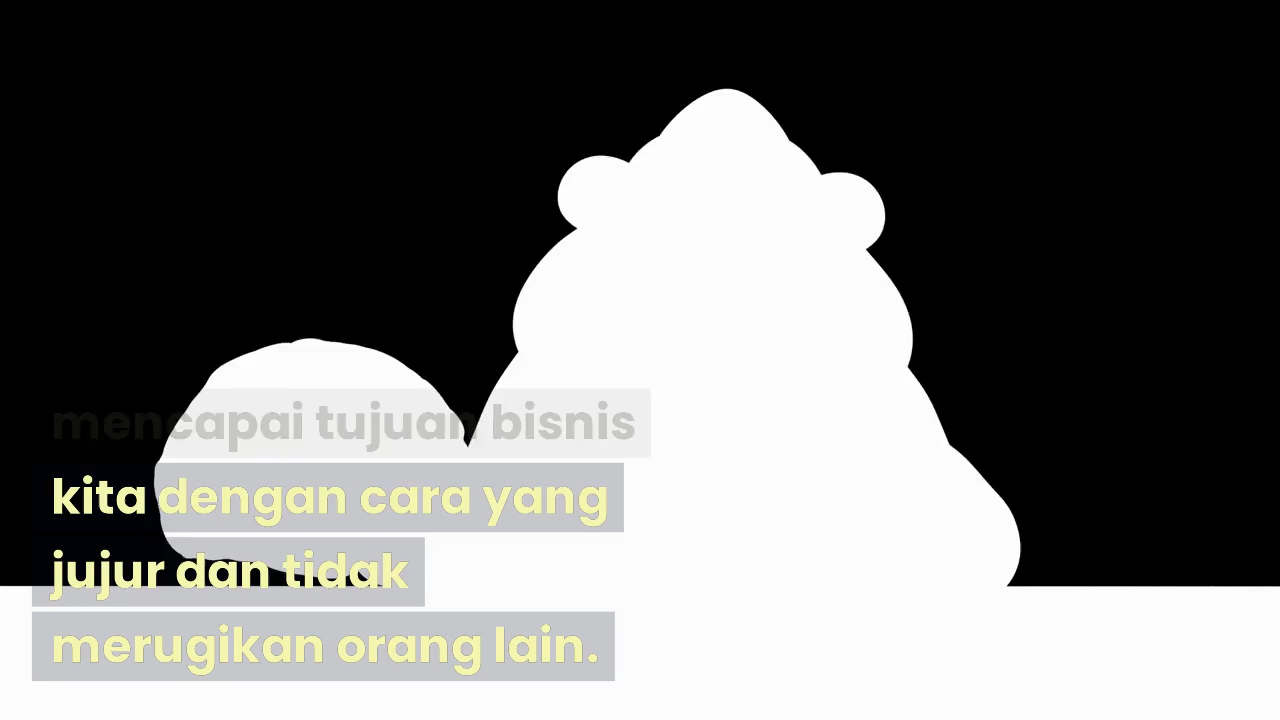 mencapai tujuan bisnis
kita dengan cara yang
jujur dan tidak
merugikan orang lain.